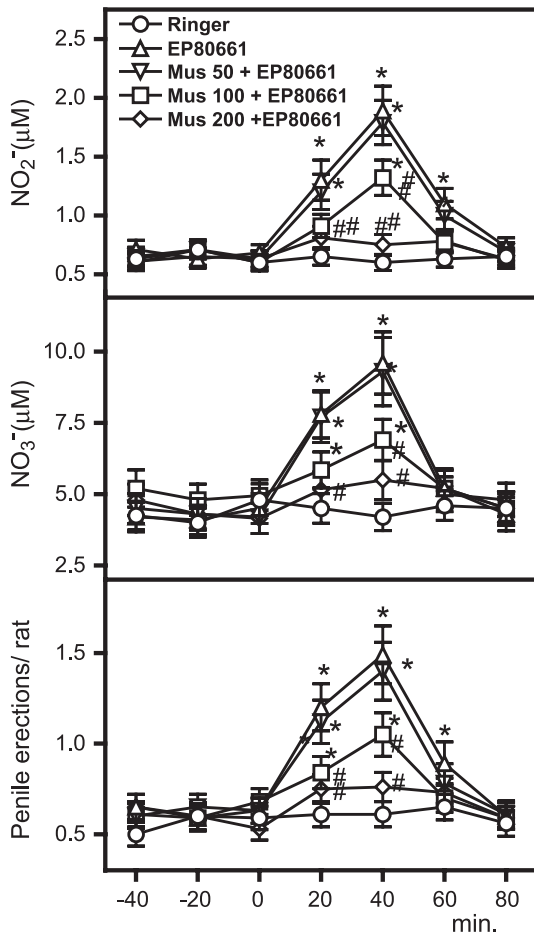 Ringer
EP80661
Mus 50 + EP80661
Mus 100 + EP80661
Mus 200 +EP80661
NO₂⁻(μM)
2.5
2.0
1.5
1.0
0.5
* * * * * * *
# # # # # #
NO₃⁻(μM)
10.0
7.5
5.0
2.5
* * * * * *
# # #
Penile erections/ rat
1.5
1.0
0.5
* * * * * * * *
# # # #
-40 -20 0 20 40 60 80
min.